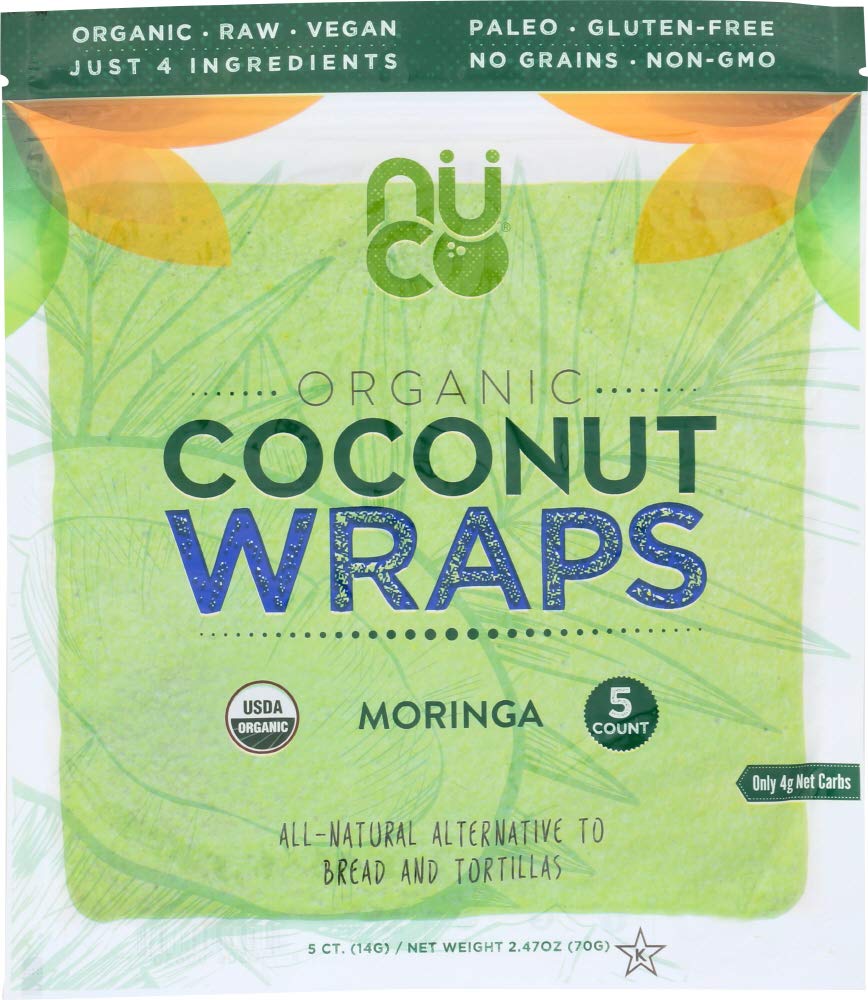 ORGANIC · RAW · VEGAN
JUST 4 INGREDIENTS
PALEO · GLUTEN-FREE
NO GRAINS · NON-GMO
nü
cO®
ORGANIC
COCONUT
WRAPS
USDA
ORGANIC
MORINGA
5
COUNT
Only 4g Net Carbs
ALL-NATURAL ALTERNATIVE TO
BREAD AND TORTILLAS
5 CT. (14G) / NET WEIGHT 2.47OZ (70G)
K